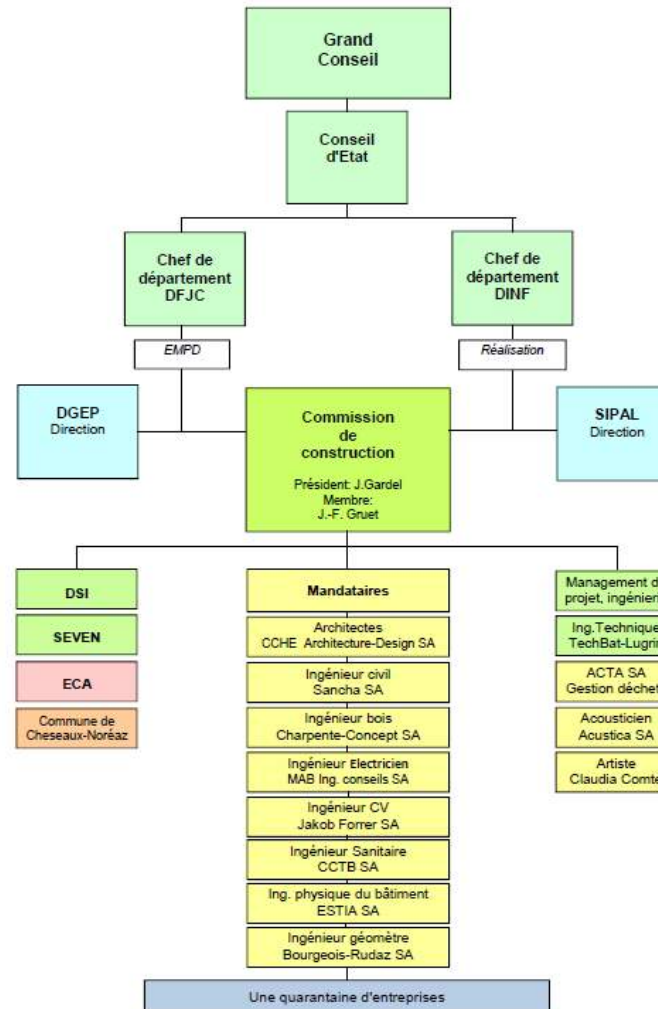 Grand
Conseil
Conseil
d'Etat
Chef de
département
DFJC
Chef de
département
DINF
EMPD
Réalisation
DGEP
Direction
Commission
de
construction
Président: J.Gardel
Membre:
J.-F. Gruet
SIPAL
Direction
DSI
SEVEN
ECA
Commune de
Cheseaux-Noréaz
Mandataires
Architectes
CCHE Architecture-Design SA
Ingénieur civil
Sancha SA
Ingénieur bois
Charpente-Concept SA
Ingénieur Electricien
MAB Ing. conseils SA
Ingénieur CV
Jakob Forrer SA
Ingénieur Sanitaire
CCTB SA
Ing. physique du bâtiment
ESTIA SA
Ingénieur géomètre
Bourgeois-Rudaz SA
Management
projet,
Ing.Technique
TechBat-Lugrin
ACTA SA
Gestion
Acousticien
Acustica SA
Artiste
Claudia Comte
Une quarantaine d'entreprises